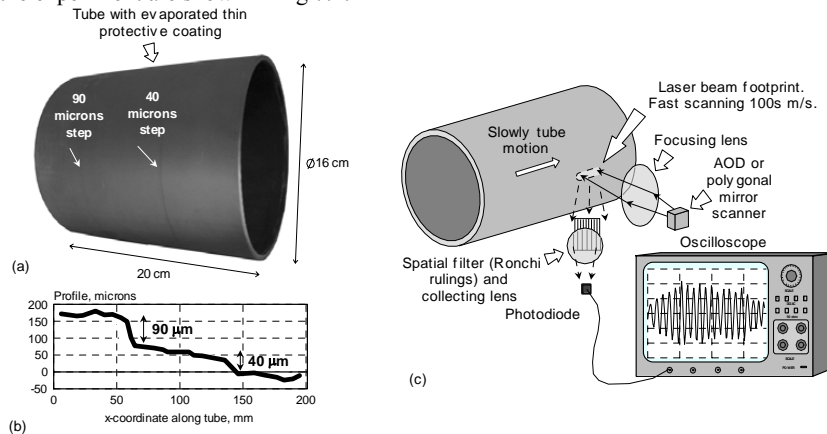 Tube with evaporated thin
protective coating
90
microns
step
40
microns
step
Ø16 cm
20 cm
(a)
Profile, microns
200
150
100
50
0
-50
90 µm
40 µm
0
50
100
150
200
x-coordinate along tube, mm
(b)
Laser beam footprint.
Fast scanning 100s m/s.
Slowly tube
motion
Focusing lens
AOD or
polygonal
mirror
scanner
Oscilloscope
Spatial filter (Ronchi
rulings) and
collecting lens
Photodiode
(c)
SCALE
SCALE
POWER